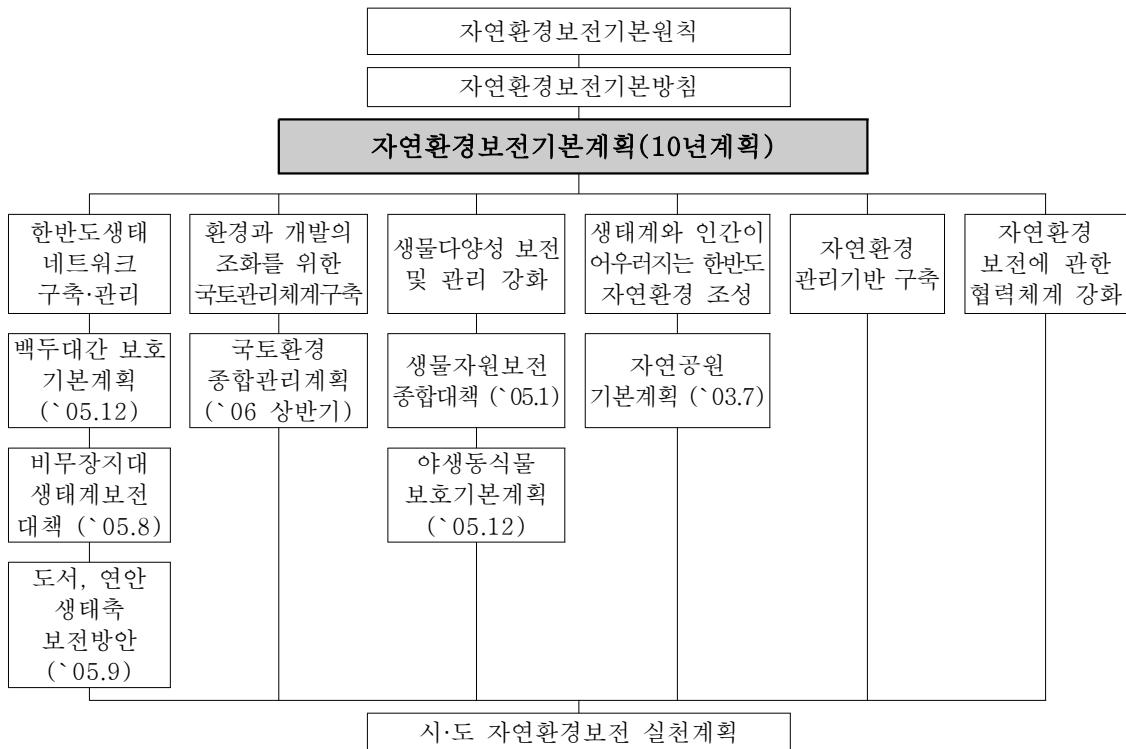 자연환경보전기본원칙
자연환경보전기본방침
자연환경보전기본계획(10년계획)
한반도생태
네트워크
구축·관리
환경과 개발의
조화를 위한
국토관리체계구축
생물다양성 보전
및 관리 강화
생태계와 인간이
어우러지는 한반도
자연환경 조성
자연환경
관리기반 구축
자연환경
보전에 관한
협력체계 강화
백두대간 보호
기본계획
(`05.12)
국토환경
종합관리계획
(`06 상반기)
생물자원보전
종합대책 (`05.1)
자연공원
기본계획 (`03.7)
비무장지대
생태계보전
대책 (`05.8)
야생동식물
보호기본계획
(`05.12)
도서, 연안
생태축
보전방안
(`05.9)
시·도 자연환경보전 실천계획